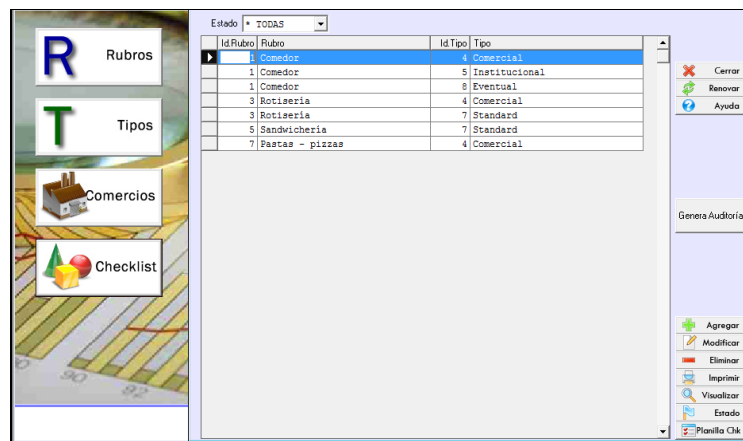 Estado * TODAS
R Rubros
T Tipos
Comercios
Checklist
Id.Rubro Rubro Id.Tipo Tipo
1 Comedor 4 Comercial
1 Comedor 5 Institucional
1 Comedor 8 Eventual
3 Rotisería 4 Comercial
3 Rotisería 7 Standard
5 Sandwichería 7 Standard
7 Pastas - pizzas 4 Comercial
Cerrar
Renovar
Ayuda
Genera Auditoría
Agregar
Modificar
Eliminar
Imprimir
Visualizar
Estado
Planilla Chk
90
92